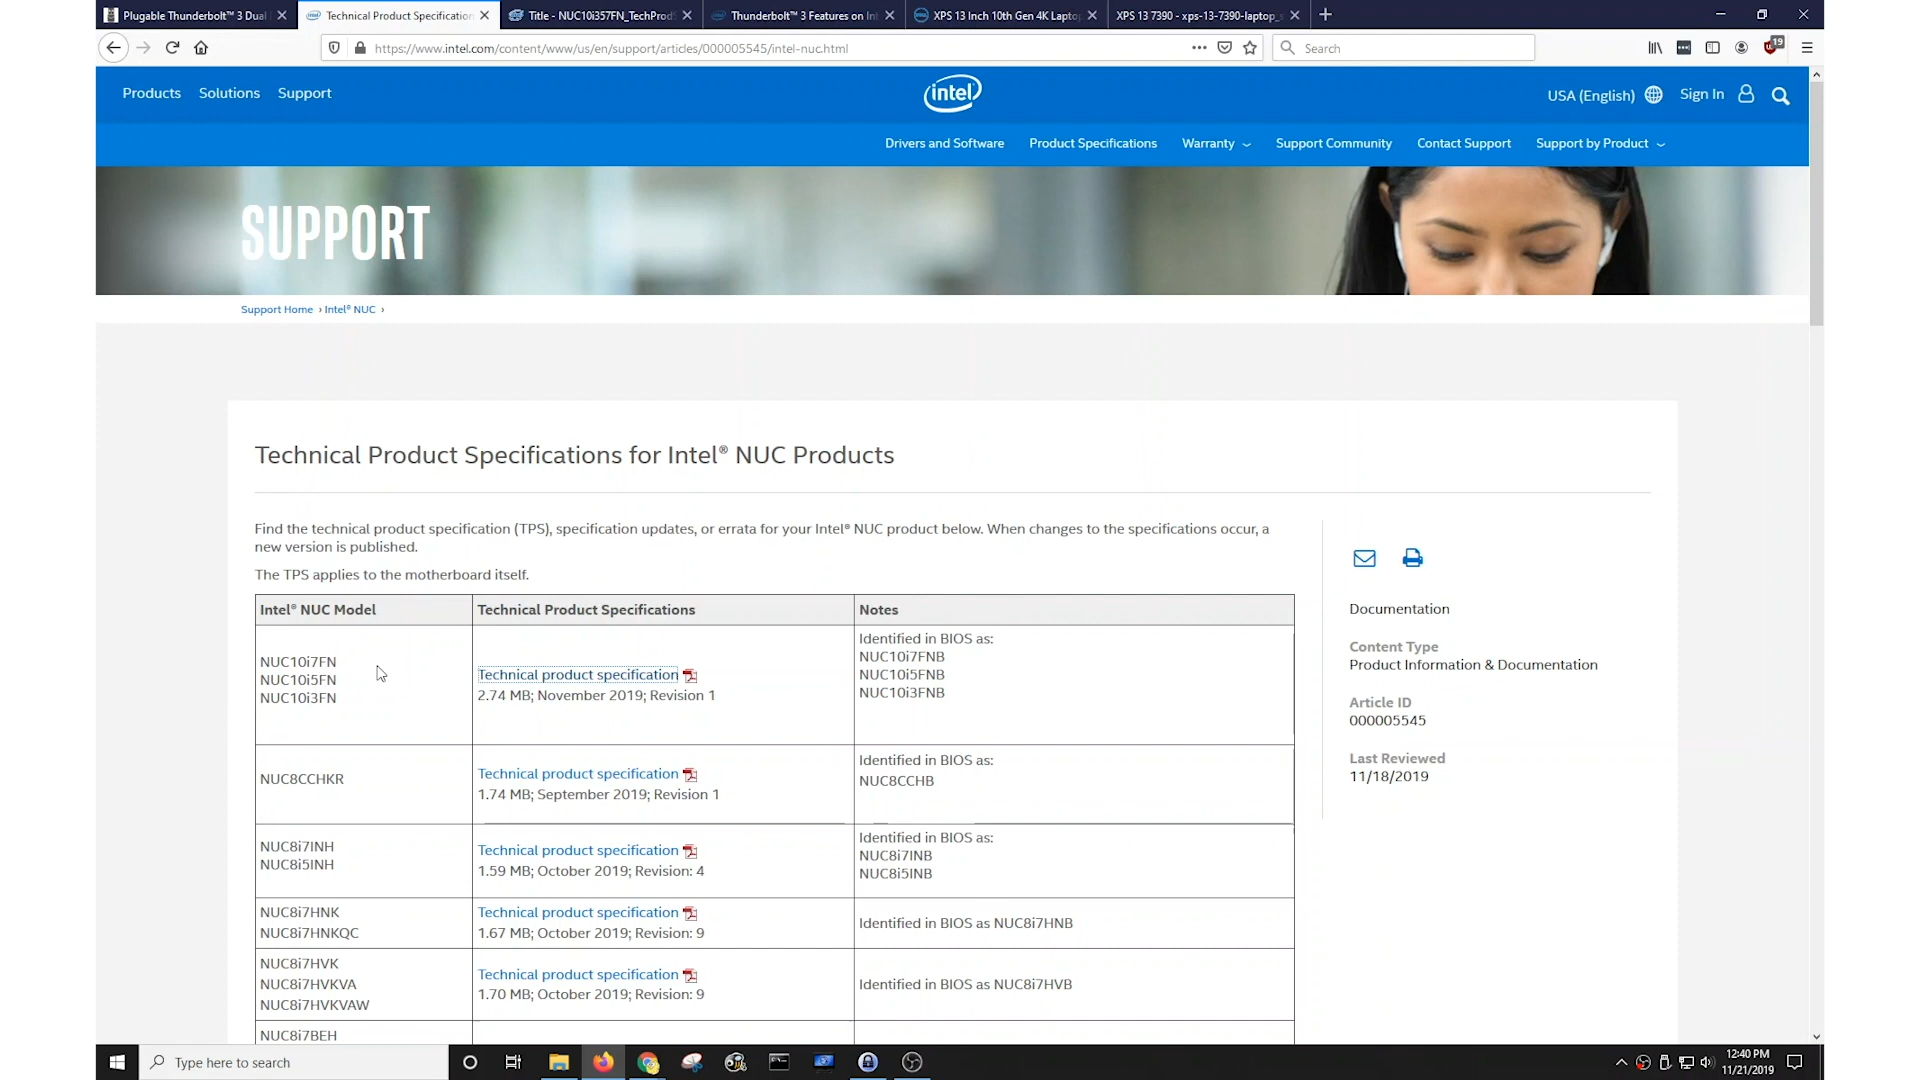 Plugable Thunderbolt™ 3 Dual
Technical Product Specification
Title - NUC10i357FN_TechProdS
Thunderbolt™ 3 Features on Int
XPS 13 Inch 10th Gen 4K Laptop
XPS 13 7390 - xps-13-7390-laptop_s
https://www.intel.com/content/www/us/en/support/articles/000005545/intel-nuc.html
Search
19
Products
Solutions
Support
intel
USA (English)
Sign In
Drivers and Software
Product Specifications
Warranty
Support Community
Contact Support
Support by Product
SUPPORT
Support Home › Intel® NUC ›
Technical Product Specifications for Intel® NUC Products
Find the technical product specification (TPS), specification updates, or errata for your Intel® NUC product below. When changes to the specifications occur, a
new version is published.
The TPS applies to the motherboard itself.
Intel® NUC Model
Technical Product Specifications
Notes
NUC10i7FN
NUC10i5FN
NUC10i3FN
Technical product specification
2.74 MB; November 2019; Revision 1
Identified in BIOS as:
NUC10i7FNB
NUC10i5FNB
NUC10i3FNB
NUC8CCHKR
Technical product specification
1.74 MB; September 2019; Revision 1
Identified in BIOS as:
NUC8CCHB
NUC8i7INH
NUC8i5INH
Technical product specification
1.59 MB; October 2019; Revision: 4
Identified in BIOS as:
NUC8i7INB
NUC8i5INB
NUC8i7HNK
NUC8i7HNKQC
Technical product specification
1.67 MB; October 2019; Revision: 9
Identified in BIOS as NUC8i7HNB
NUC8i7HVK
NUC8i7HVKVA
NUC8i7HVKVAW
Technical product specification
1.70 MB; October 2019; Revision: 9
Identified in BIOS as NUC8i7HVB
NUC8i7BEH
Documentation
Content Type
Product Information & Documentation
Article ID
000005545
Last Reviewed
11/18/2019
Type here to search
12:40 PM
11/21/2019